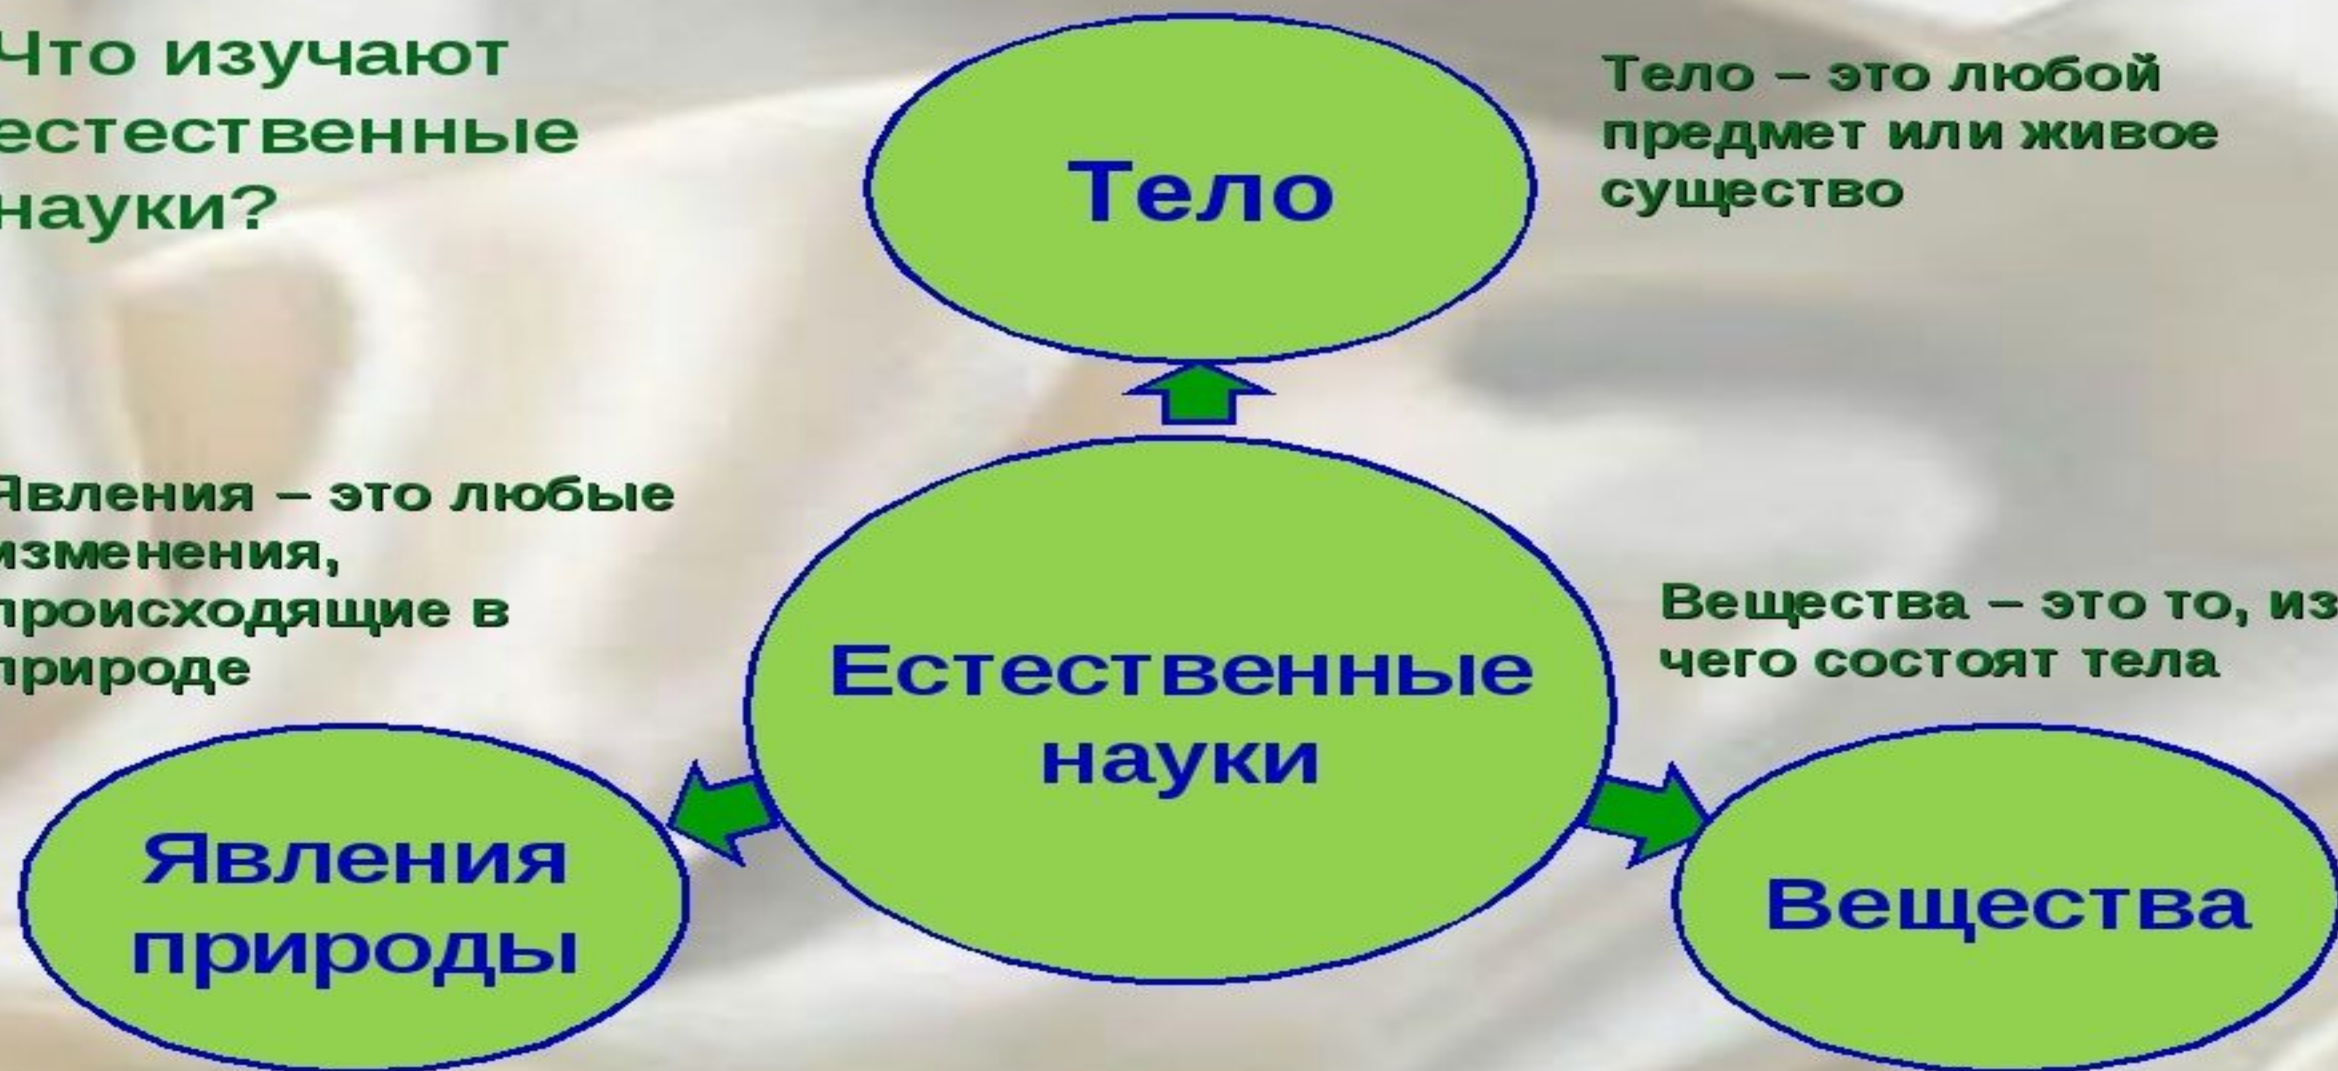 Что изучают
естественные
науки?
Тело
Тело – это любой
предмет или живое
существо
Явления – это любые
изменения,
происходящие в
природе
Естественные
науки
Вещества – это то, из
чего состоят тела
Явления
природы
Вещества